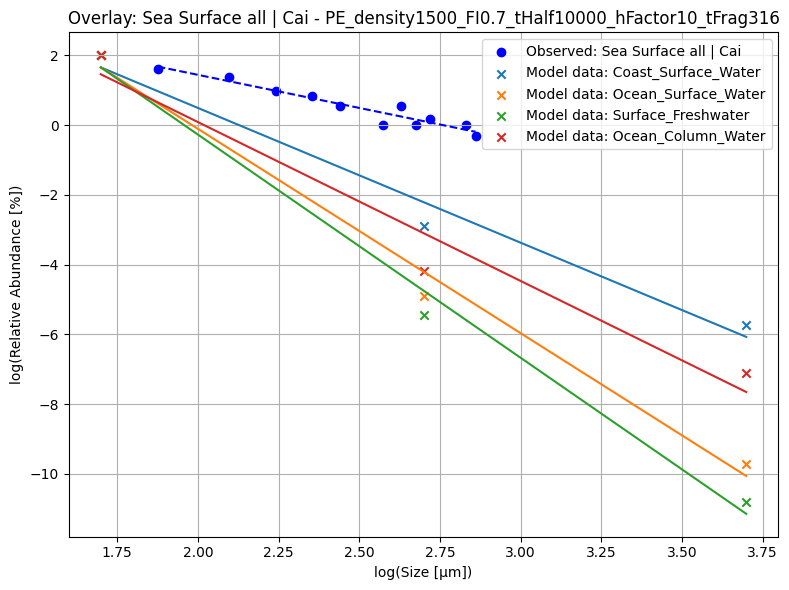 Overlay: Sea Surface all | Cai - PE_density1500_FI0.7_tHalf10000_hFactor10_tFrag316
Observed: Sea Surface all | Cai
Model data: Coast_Surface_Water
Model data: Ocean_Surface_Water
Model data: Surface_Freshwater
Model data: Ocean_Column_Water
log(Relative Abundance [%])
2
0
−2
−4
−6
−8
−10
1.75 2.00 2.25 2.50 2.75 3.00 3.25 3.50 3.75
log(Size [µm])